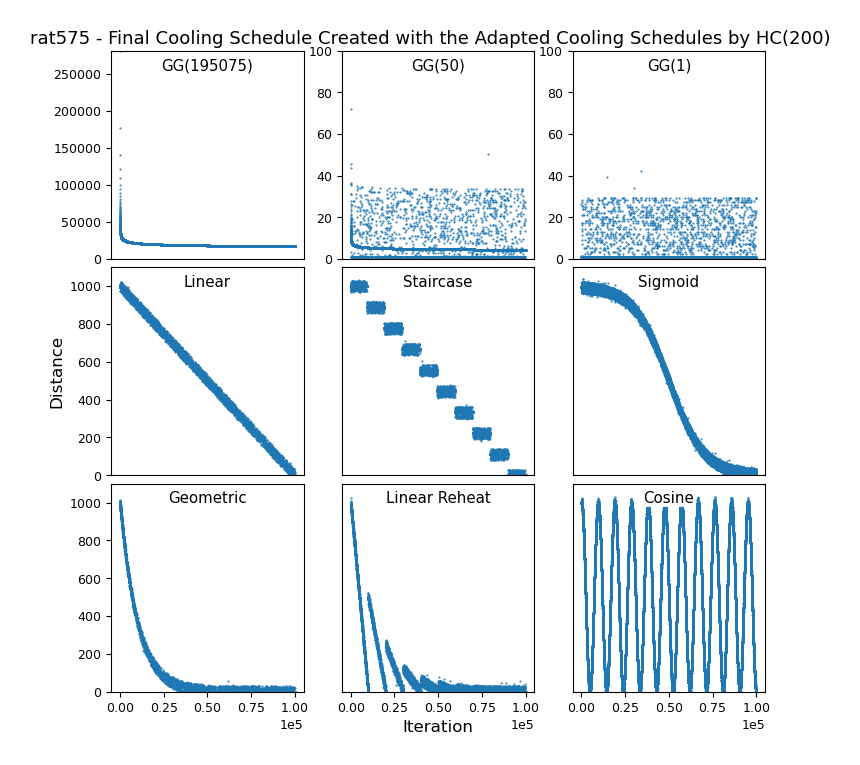 rat575 - Final Cooling Schedule Created with the Adapted Cooling Schedules by HC(200)
GG(195075)
GG(50)
GG(1)
250000
200000
150000
100000
50000
0
100
80
60
40
20
0
100
80
60
40
20
0
Linear
Staircase
Sigmoid
1000
800
600
400
200
0
Distance
Geometric
Linear Reheat
Cosine
1000
800
600
400
200
0
0.00 0.25 0.50 0.75 1.00
1e5
0.00 0.25 0.50 0.75 1.00
1e5
0.00 0.25 0.50 0.75 1.00
1e5
Iteration